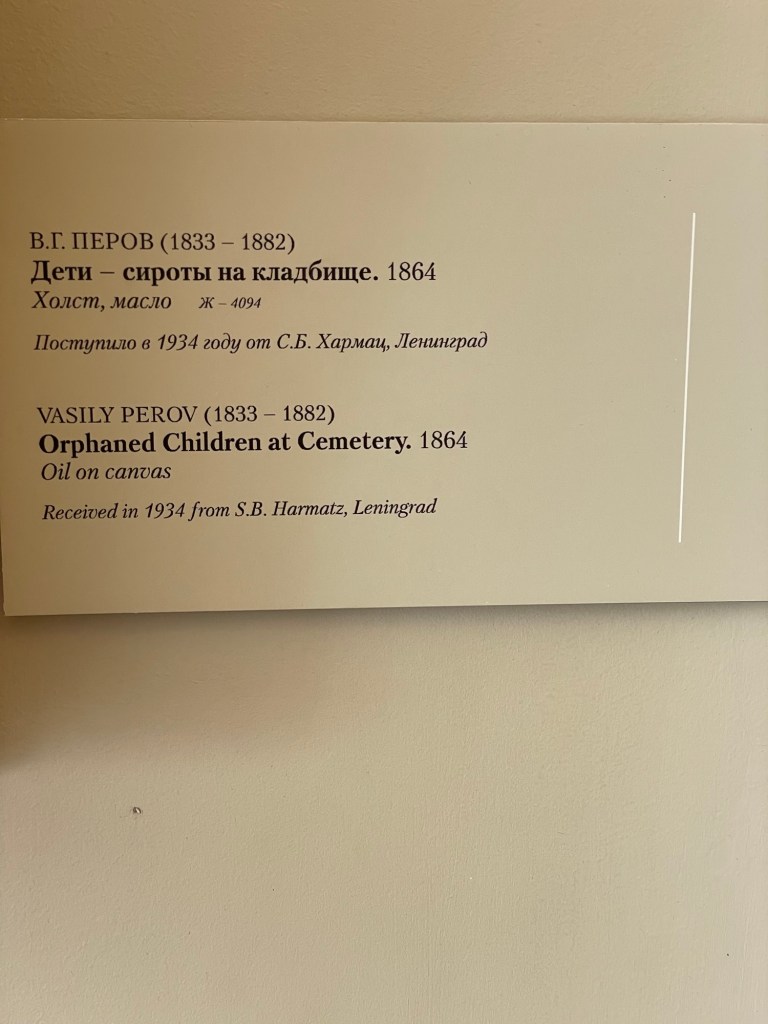 В.Г. ПЕРОВ (1833 – 1882)
Дети – сироты на кладбище. 1864
Холст, масло Ж – 4094
Поступило в 1934 году от С.Б. Хармац, Ленинград
VASILY PEROV (1833 – 1882)
Orphaned Children at Cemetery. 1864
Oil on canvas
Received in 1934 from S.B. Harmatz, Leningrad